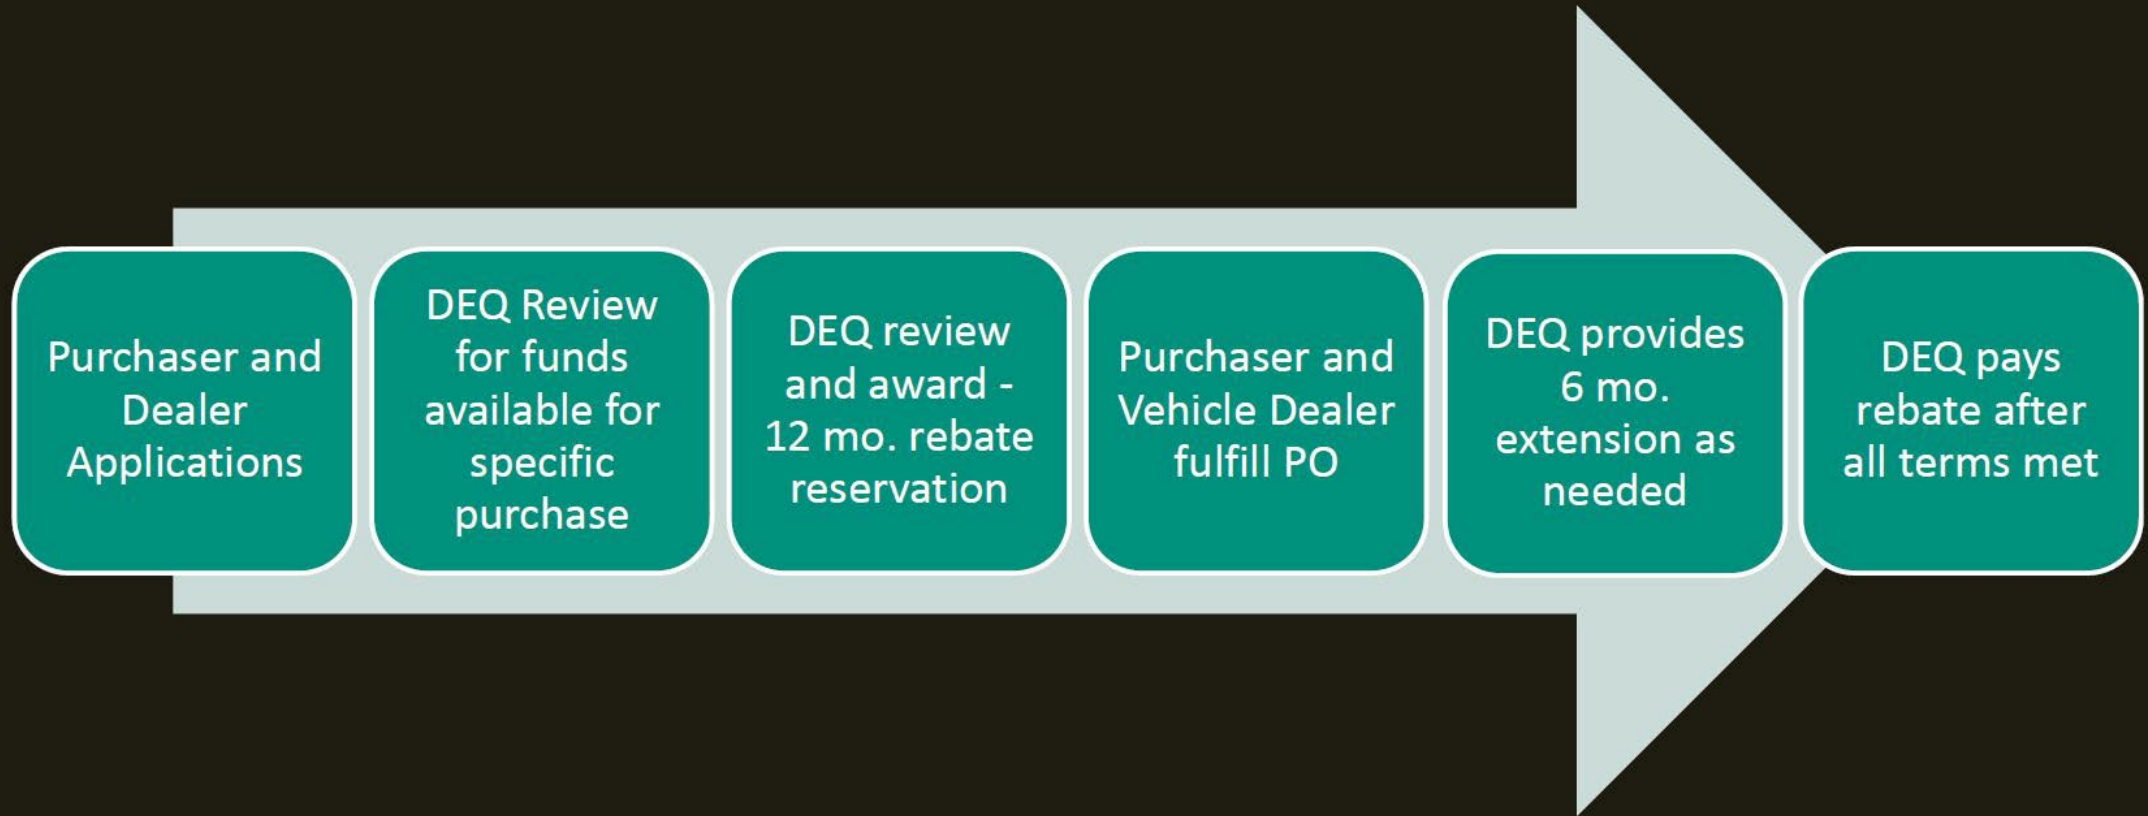 Purchaser and
Dealer
Applications
DEQ Review
for funds
available for
specific
purchase
DEQ review
and award -
12 mo. rebate
reservation
Purchaser and
Vehicle Dealer
fulfill PO
DEQ provides
6 mo.
extension as
needed
DEQ pays
rebate after
all terms met